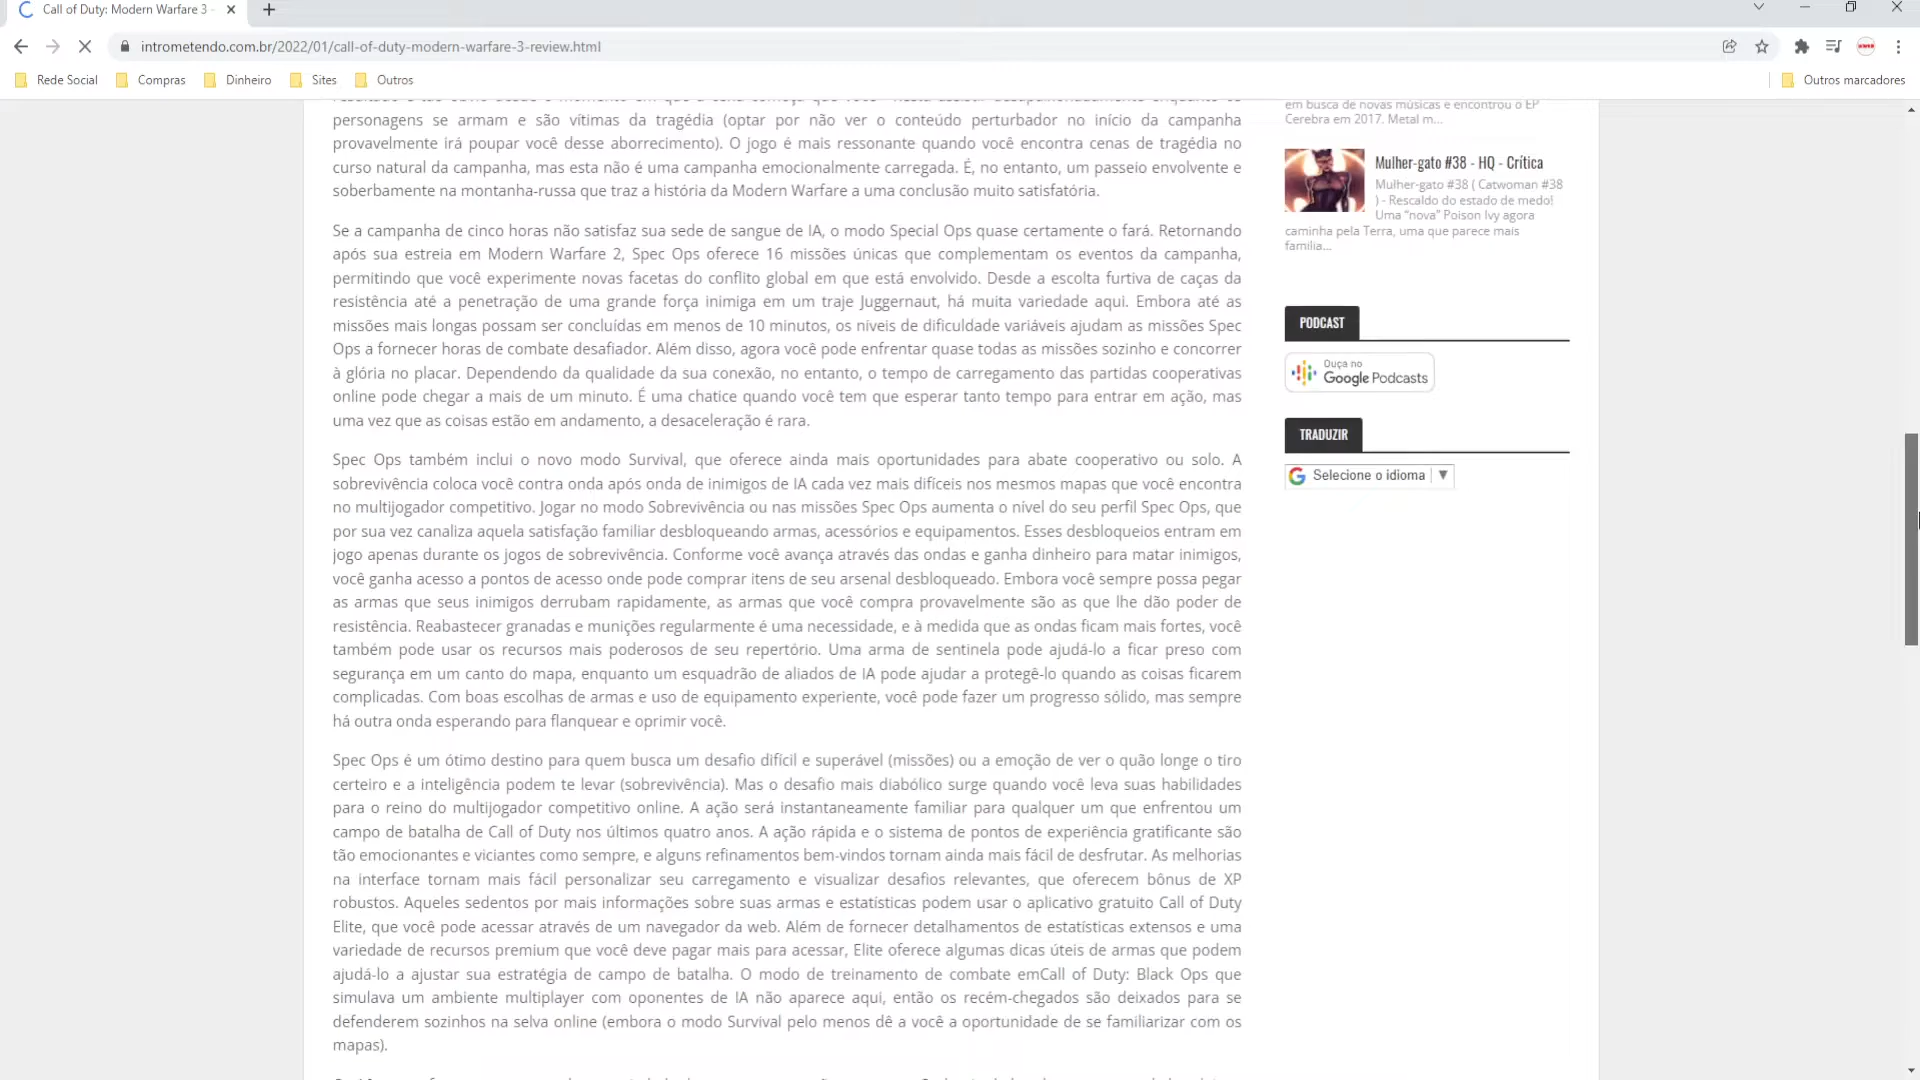 Call of Duty: Modern Warfare 3 -
intrometendo.com.br/2022/01/call-of-duty-modern-warfare-3-review.html
Rede Social
Compras
Dinheiro
Sites
Outros
Outros marcadores
personagens se armam e são vítimas da tragédia (optar por não ver o conteúdo perturbador no início da campanha
provavelmente irá poupar você desse aborrecimento). O jogo é mais ressonante quando você encontra cenas de tragédia no
curso natural da campanha, mas esta não é uma campanha emocionalmente carregada. É, no entanto, um passeio envolvente e
soberbamente na montanha-russa que traz a história da Modern Warfare a uma conclusão muito satisfatória.
Se a campanha de cinco horas não satisfaz sua sede de sangue de IA, o modo Special Ops quase certamente o fará. Retornando
após sua estreia em Modern Warfare 2, Spec Ops oferece 16 missões únicas que complementam os eventos da campanha,
permitindo que você experimente novas facetas do conflito global em que está envolvido. Desde a escolta furtiva de caças da
resistência até a penetração de uma grande força inimiga em um traje Juggernaut, há muita variedade aqui. Embora até as
missões mais longas possam ser concluídas em menos de 10 minutos, os níveis de dificuldade variáveis ajudam as missões Spec
Ops a fornecer horas de combate desafiador. Além disso, agora você pode enfrentar quase todas as missões sozinho e concorrer
à glória no placar. Dependendo da qualidade da sua conexão, no entanto, o tempo de carregamento das partidas cooperativas
online pode chegar a mais de um minuto. É uma chatice quando você tem que esperar tanto tempo para entrar em ação, mas
uma vez que as coisas estão em andamento, a desaceleração é rara.
Spec Ops também inclui o novo modo Survival, que oferece ainda mais oportunidades para abate cooperativo ou solo. A
sobrevivência coloca você contra onda após onda de inimigos de IA cada vez mais difíceis nos mesmos mapas que você encontra
no multijogador competitivo. Jogar no modo Sobrevivência ou nas missões Spec Ops aumenta o nível do seu perfil Spec Ops, que
por sua vez canaliza aquela satisfação familiar desbloqueando armas, acessórios e equipamentos. Esses desbloqueios entram em
jogo apenas durante os jogos de sobrevivência. Conforme você avança através das ondas e ganha dinheiro para matar inimigos,
você ganha acesso a pontos de acesso onde pode comprar itens de seu arsenal desbloqueado. Embora você sempre possa pegar
as armas que seus inimigos derrubam rapidamente, as armas que você compra provavelmente são as que lhe dão poder de
resistência. Reabastecer granadas e munições regularmente é uma necessidade, e à medida que as ondas ficam mais fortes, você
também pode usar os recursos mais poderosos de seu repertório. Uma arma de sentinela pode ajudá-lo a ficar preso com
segurança em um canto do mapa, enquanto um esquadrão de aliados de IA pode ajudar a protegê-lo quando as coisas ficarem
complicadas. Com boas escolhas de armas e uso de equipamento experiente, você pode fazer um progresso sólido, mas sempre
há outra onda esperando para flanquear e oprimir você.
Spec Ops é um ótimo destino para quem busca um desafio difícil e superável (missões) ou a emoção de ver o quão longe o tiro
certeiro e a inteligência podem te levar (sobrevivência). Mas o desafio mais diabólico surge quando você leva suas habilidades
para o reino do multijogador competitivo online. A ação será instantaneamente familiar para qualquer um que enfrentou um
campo de batalha de Call of Duty nos últimos quatro anos. A ação rápida e o sistema de pontos de experiência gratificante são
tão emocionantes e viciantes como sempre, e alguns refinamentos bem-vindos tornam ainda mais fácil de desfrutar. As melhorias
na interface tornam mais fácil personalizar seu carregamento e visualizar desafios relevantes, que oferecem bônus de XP
robustos. Aqueles sedentos por mais informações sobre suas armas e estatísticas podem usar o aplicativo gratuito Call of Duty
Elite, que você pode acessar através de um navegador da web. Além de fornecer detalhamentos de estatísticas extensos e uma
variedade de recursos premium que você deve pagar mais para acessar, Elite oferece algumas dicas úteis de armas que podem
ajudá-lo a ajustar sua estratégia de campo de batalha. O modo de treinamento de combate emCall of Duty: Black Ops que
simulava um ambiente multiplayer com oponentes de IA não aparece aqui, então os recém-chegados são deixados para se
defenderem sozinhos na selva online (embora o modo Survival pelo menos dê a você a oportunidade de se familiarizar com os
mapas).
em busca de novas músicas e encontrou o EP
Cerebra em 2017. Metal m...
Mulher-gato #38 - HQ - Crítica
Mulher-gato #38 ( Catwoman #38
) - Rescaldo do estado de medo!
Uma “nova” Poison Ivy agora
caminha pela Terra, uma que parece mais
família...
PODCAST
Ouça no
Google Podcasts
TRADUZIR
Selecione o idioma